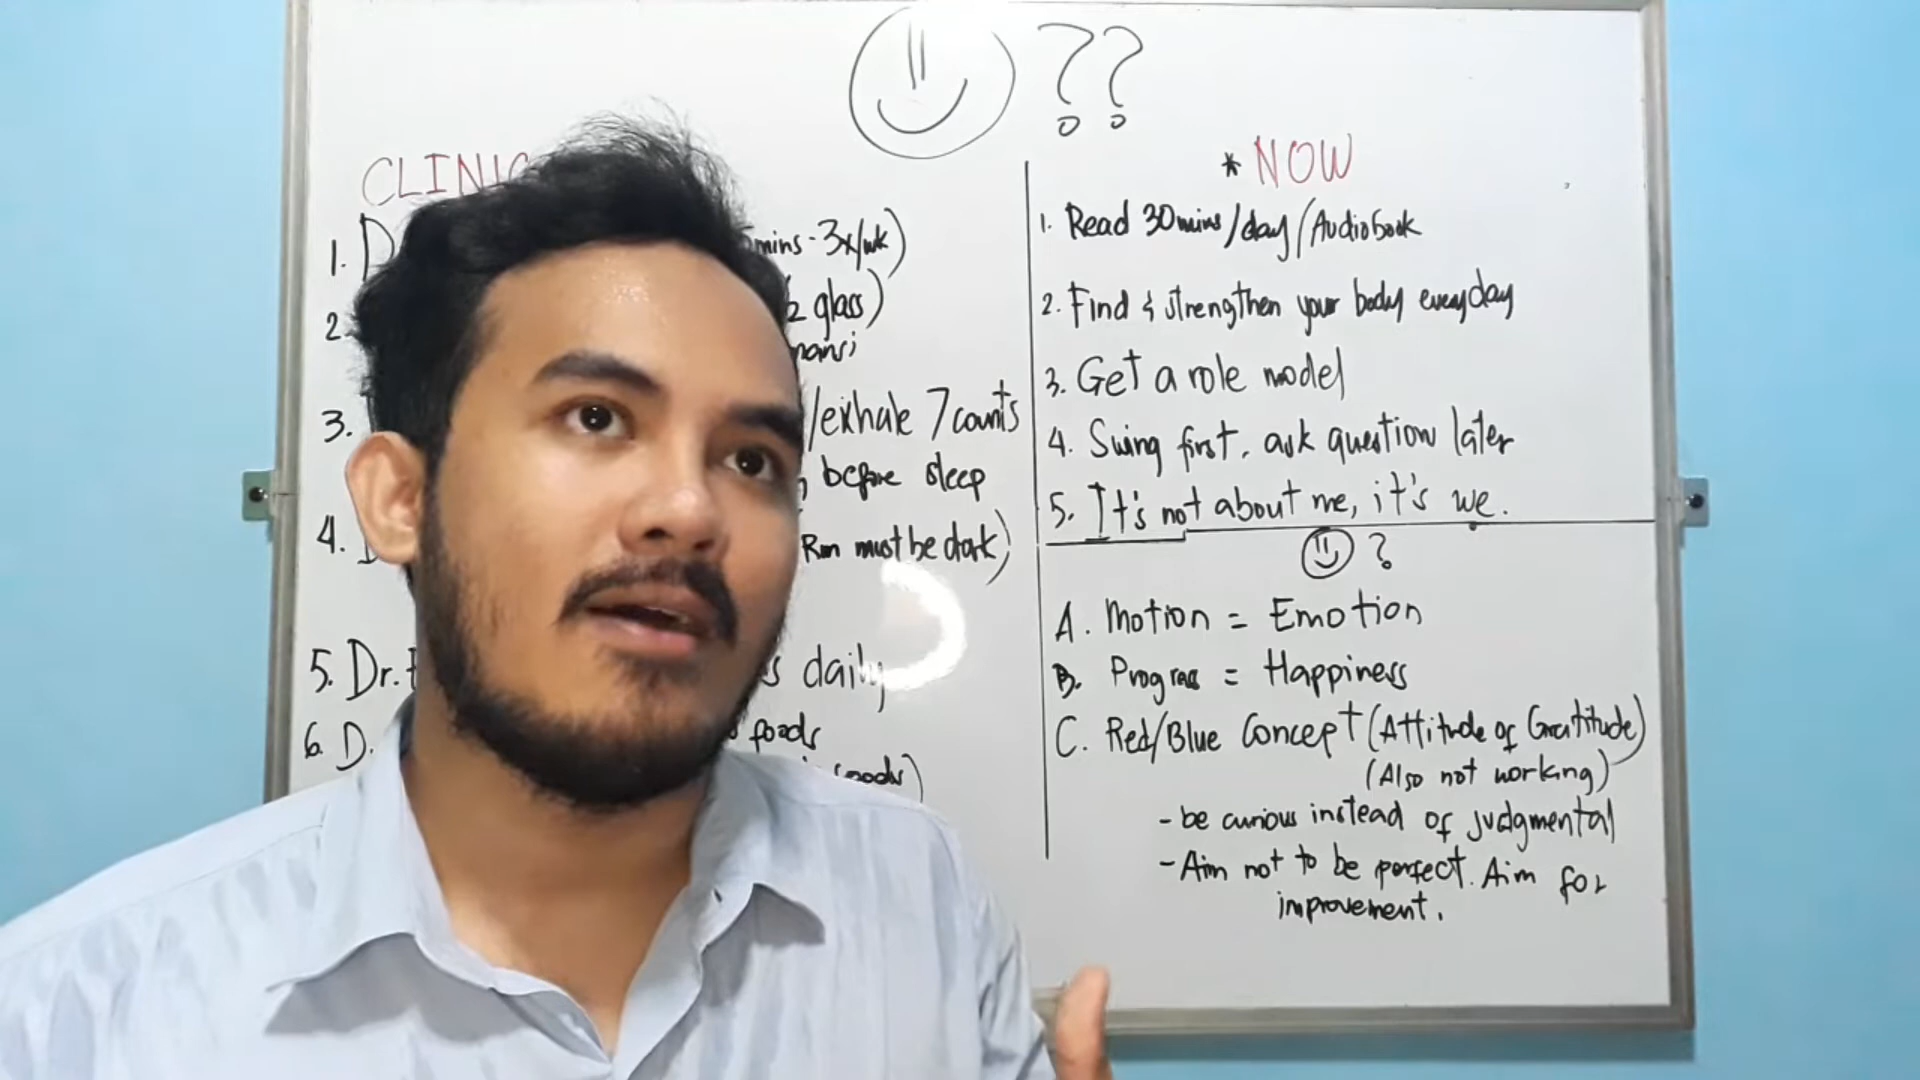 ??
CLINIC
1. D mins - 3x/wk)
2. glass)
3. /exhale 7 counts
before sleep
4. Rm must be dark)
5. Dr. daily
6. D. foods
* NOW
1. Read 30mins/day/Audiobook
2. Find & strengthen your body everyday
3. Get a role model
4. Swing first. ask question later
5. It's not about me, it's we.
?
A. Motion = Emotion
B. Progress = Happiness
C. Red/Blue Concept (Attitude of Gratitude)
(Also not working)
- be curious instead of judgmental
- Aim not to be perfect. Aim for
improvement.